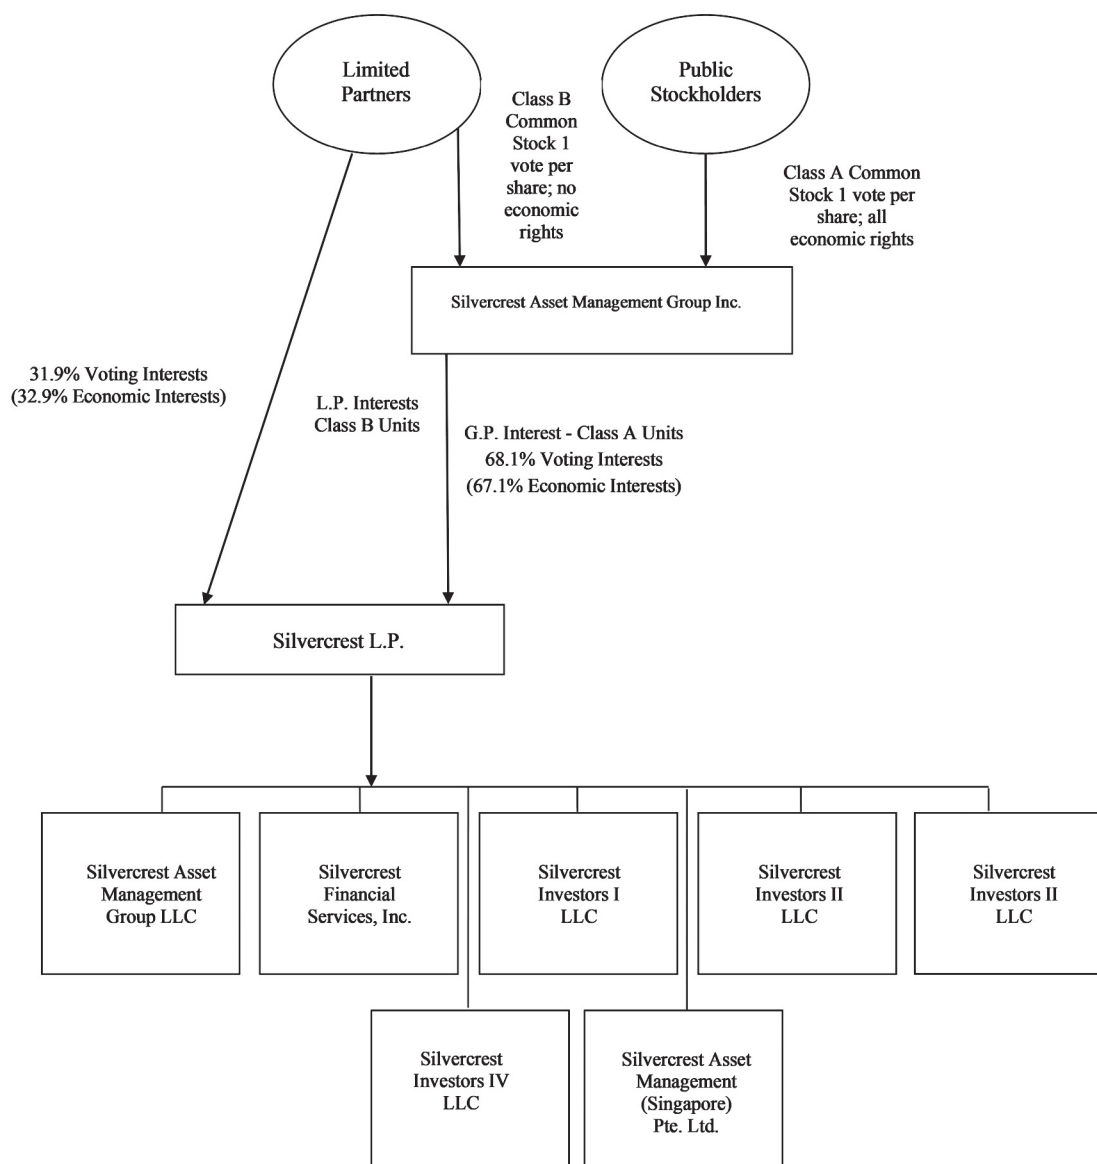 Limited
Partners
Public
Stockholders
Class B
Common
Stock 1
vote per
share; no
economic
rights
Class A Common
Stock 1 vote per
share; all
economic rights
Silvercrest Asset Management Group Inc.
31.9% Voting Interests
(32.9% Economic Interests)
L.P. Interests
Class B Units
G.P. Interest - Class A Units
68.1% Voting Interests
(67.1% Economic Interests)
Silvercrest L.P.
Silvercrest Asset
Management
Group LLC
Silvercrest
Financial
Services, Inc.
Silvercrest
Investors I
LLC
Silvercrest
Investors II
LLC
Silvercrest
Investors II
LLC
Silvercrest
Investors IV
LLC
Silvercrest Asset
Management
(Singapore)
Pte. Ltd.